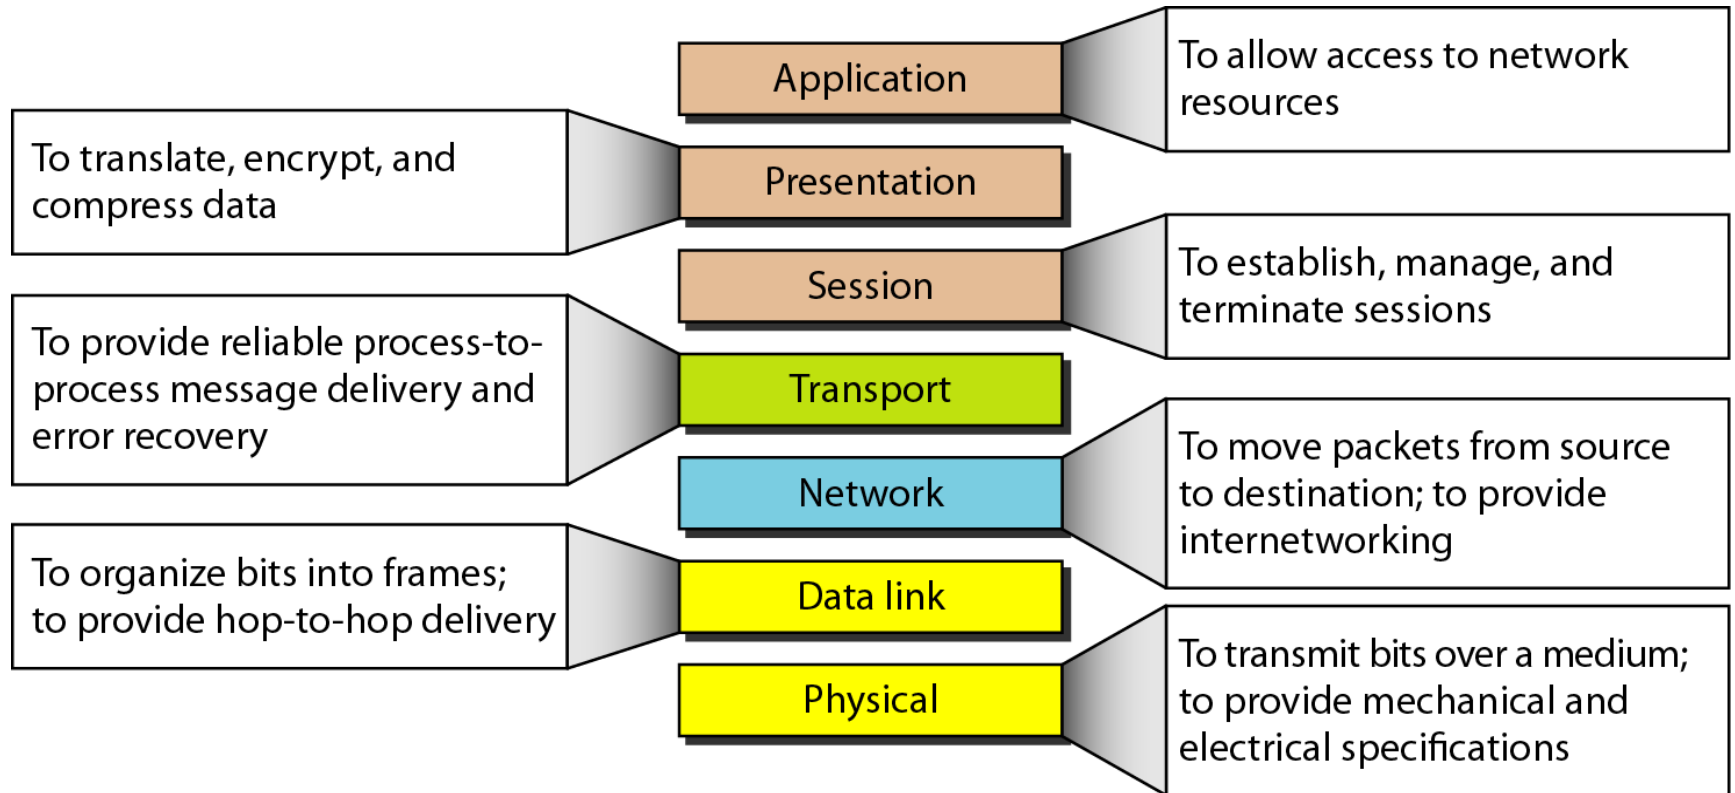 Application
To allow access to network
resources
To translate, encrypt, and
compress data
Presentation
Session
To establish, manage, and
terminate sessions
To provide reliable process-to-
process message delivery and
error recovery
Transport
Network
To move packets from source
to destination; to provide
internetworking
To organize bits into frames;
to provide hop-to-hop delivery
Data link
Physical
To transmit bits over a medium;
to provide mechanical and
electrical specifications